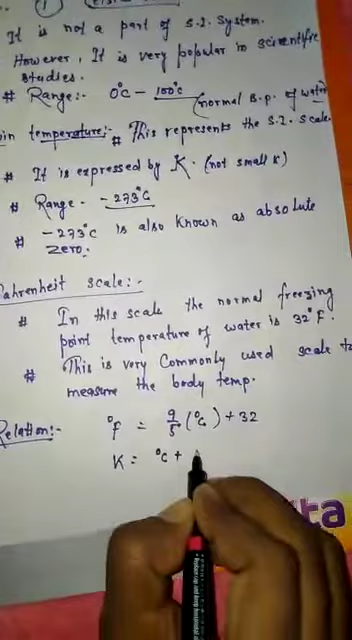 It is not a part of S.I. System.
However, It is very popular in scientific
studies.
# Range:- 0°C - 100°C
(normal B.p. of water
in temperature:- # This represents the S.I. Scale
# It is expressed by K. (not small k)
# Range - -273°C
# -273°C is also known as absolute
Zero.
ahrenheit Scale:-
# In this scale the normal freezing
point temperature of water is 32°F.
# This is very Commonly used scale to
measure the body temp.
Relation:- °F = 9/5 (°C) + 32
K = °C +
ta